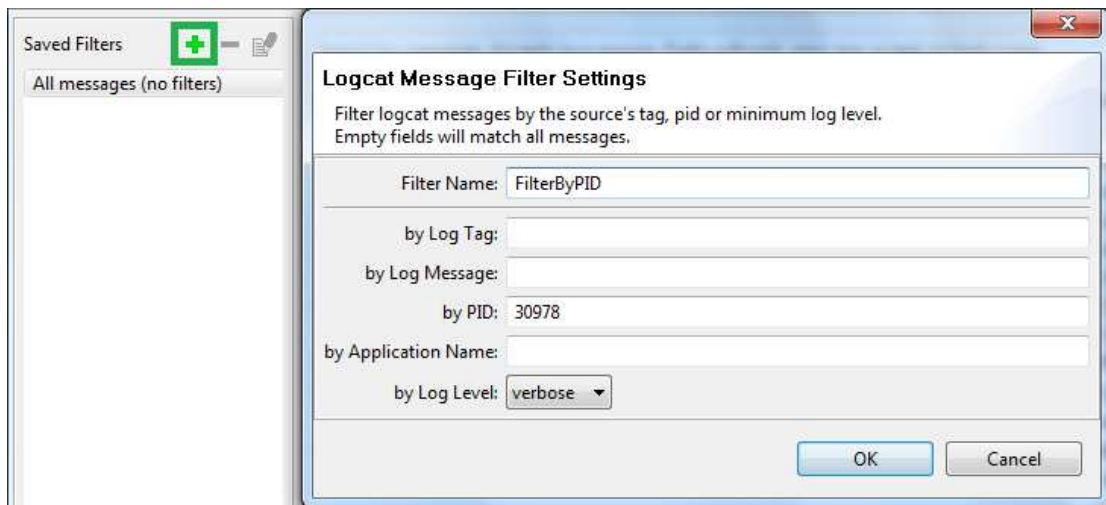 Saved Filters
All messages (no filters)
Logcat Message Filter Settings
Filter logcat messages by the source's tag, pid or minimum log level.
Empty fields will match all messages.
Filter Name: FilterByPID
by Log Tag:
by Log Message:
by PID: 30978
by Application Name:
by Log Level: verbose
OK Cancel